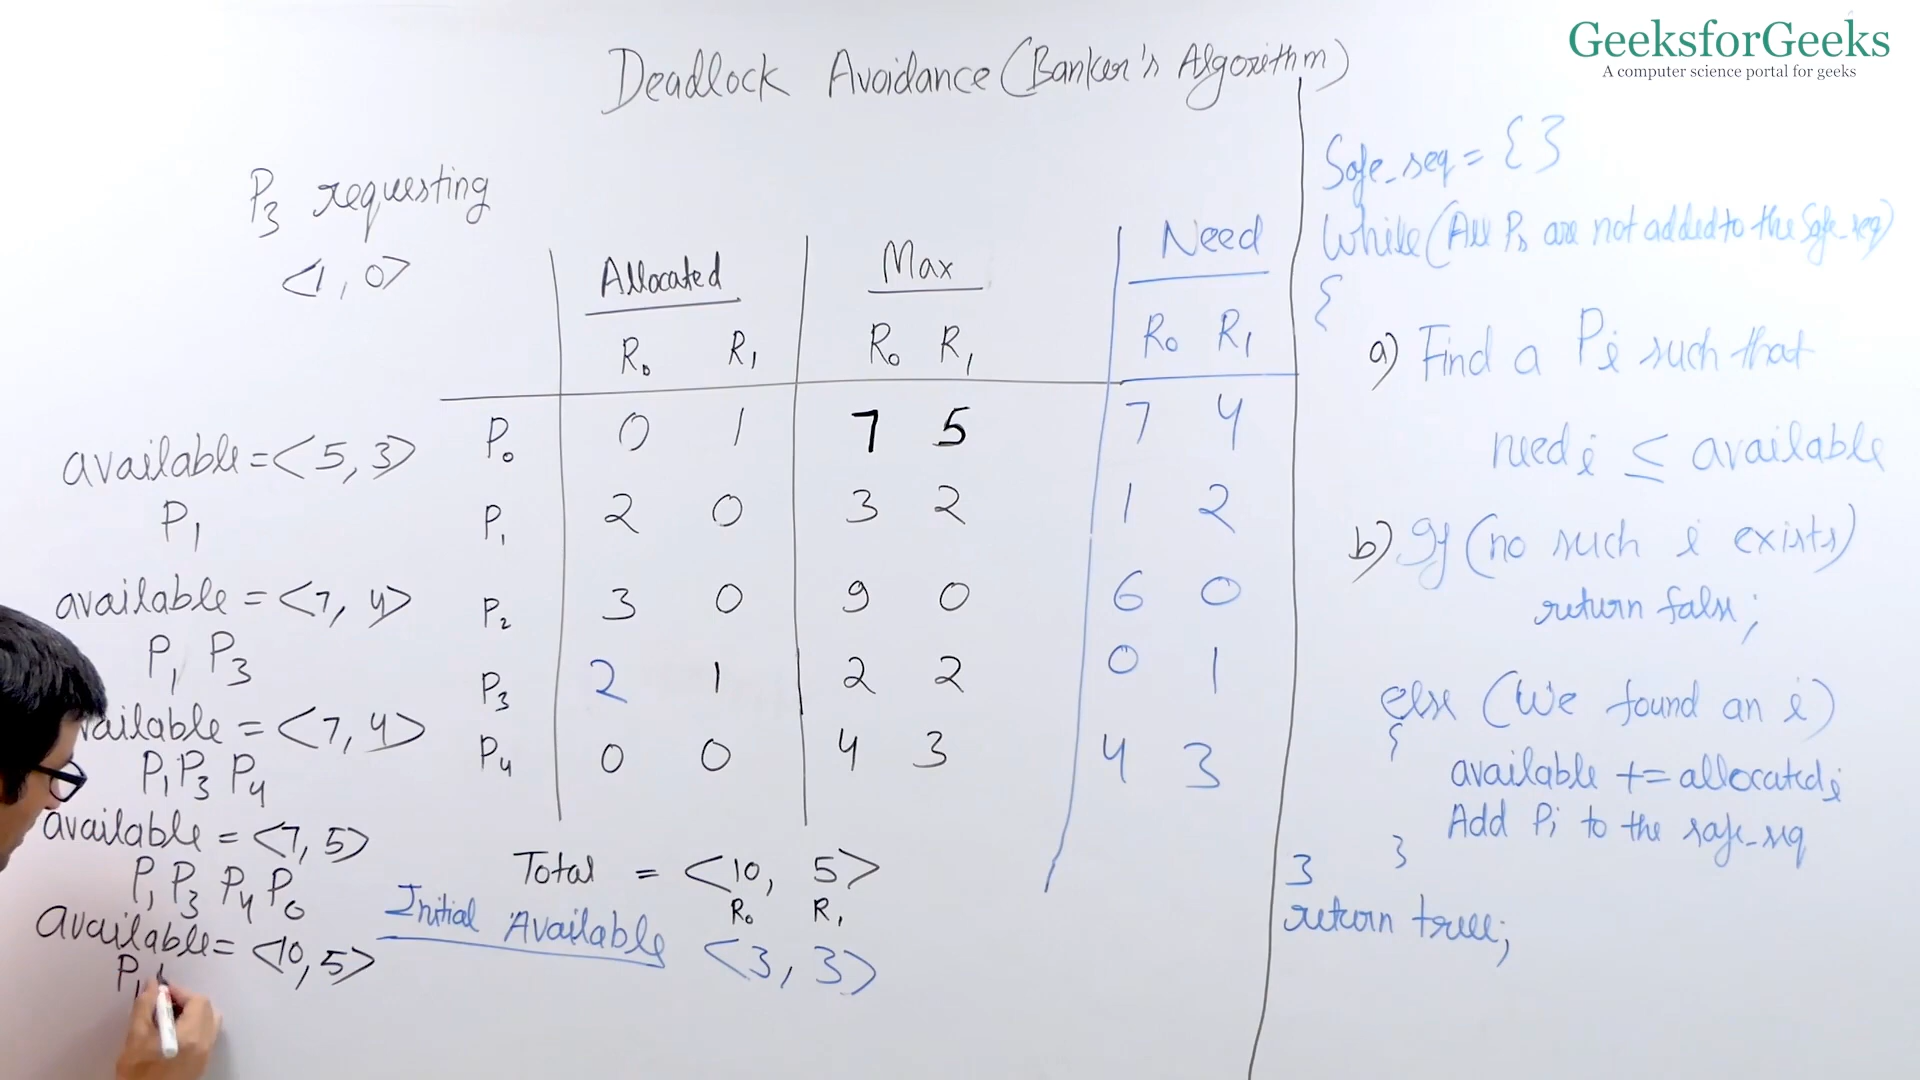 GeeksforGeeks
A computer science portal for geeks
Deadlock Avoidance (Banker's Algorithm)
P3 requesting
<1, 0>
Allocated Max Need
R0 R1 R0 R1 R0 R1
P0 0 1 7 5 7 4
P1 2 0 3 2 1 2
P2 3 0 9 0 6 0
P3 2 1 2 2 0 1
P4 0 0 4 3 4 3
Total = <10, 5>
R0 R1
Initial Available <3, 3>
available = <5, 3>
P1
available = <7, 4>
P1 P3
vailable = <7, 4>
P1 P3 P4
available = <7, 5>
P1 P3 P4 P0
available = <10, 5>
P1
Safe_seq = { }
While (All Ps are not added to the Safe_seq)
{
a) Find a Pi such that
needi ≤ available
b) If (no such i exists)
return false;
else (We found an i)
{
available += allocatedi
Add Pi to the safe_seq
}
}
return true;